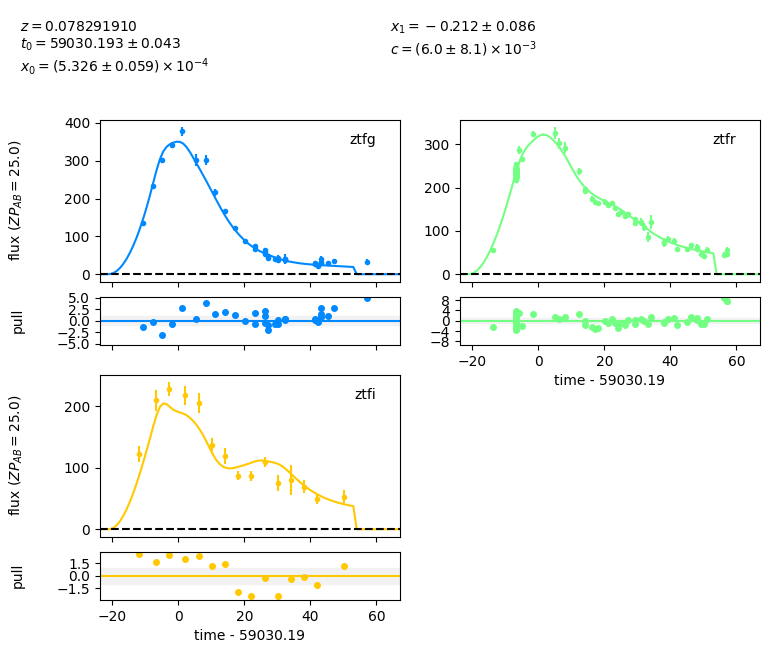 z = 0.078291910
t₀ = 59030.193 ± 0.043
x₀ = (5.326 ± 0.059) × 10⁻⁴
x₁ = −0.212 ± 0.086
c = (6.0 ± 8.1) × 10⁻³
400
300
200
100
0
flux (ZP_AB = 25.0)
ztfg
5.0
2.5
0.0
−2.5
−5.0
pull
300
200
100
0
ztfr
8
4
0
−4
−8
−20 0 20 40 60
time - 59030.19
200
100
0
flux (ZP_AB = 25.0)
ztfi
1.5
0.0
−1.5
pull
−20 0 20 40 60
time - 59030.19